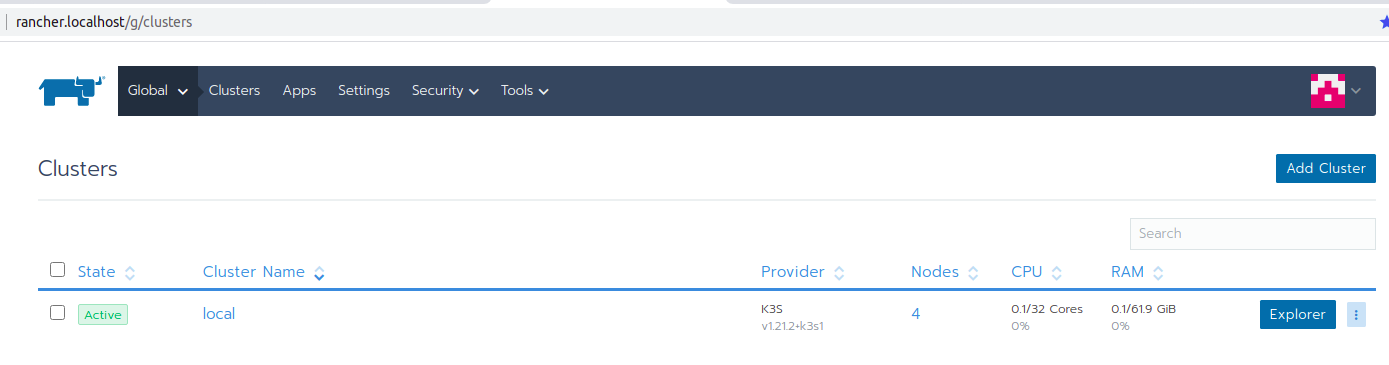 rancher.localhost/g/clusters
Global Clusters Apps Settings Security Tools
Clusters
Add Cluster
Search
State Cluster Name Provider Nodes CPU RAM
Active local K3S 4 0.1/32 Cores 0.1/61.9 GiB Explorer
v1.21.2+k3s1 0% 0%